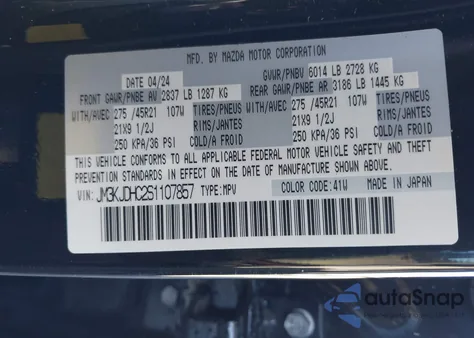 MFD. BY MAZDA MOTOR CORPORATION
DATE 04/24 GVWR/PNBV 6014 LB 2728 KG
FRONT GAWR/PNBE AV 2837 LB 1287 KG REAR GAWR/PNBE AR 3186 LB 1445 KG
WITH/AVEC 275 /45R21 107W TIRES/PNEUS WITH/AVEC 275 /45R21 107W TIRES/PNEUS
21X9 1/2J RIMS/JANTES 21X9 1/2J RIMS/JANTES
250 KPA/36 PSI COLD/A FROID 250 KPA/36 PSI COLD/A FROID
THIS VEHICLE CONFORMS TO ALL APPLICABLE FEDERAL MOTOR VEHICLE SAFETY AND
THEFT PREVENTION STANDARDS IN EFFECT ON THE DATE OF MANUFACTURE SHOWN ABOVE.
JM3KJDHC2S1107857 TYPE:MPV COLOR CODE:41W MADE IN JAPAN
autoSnap